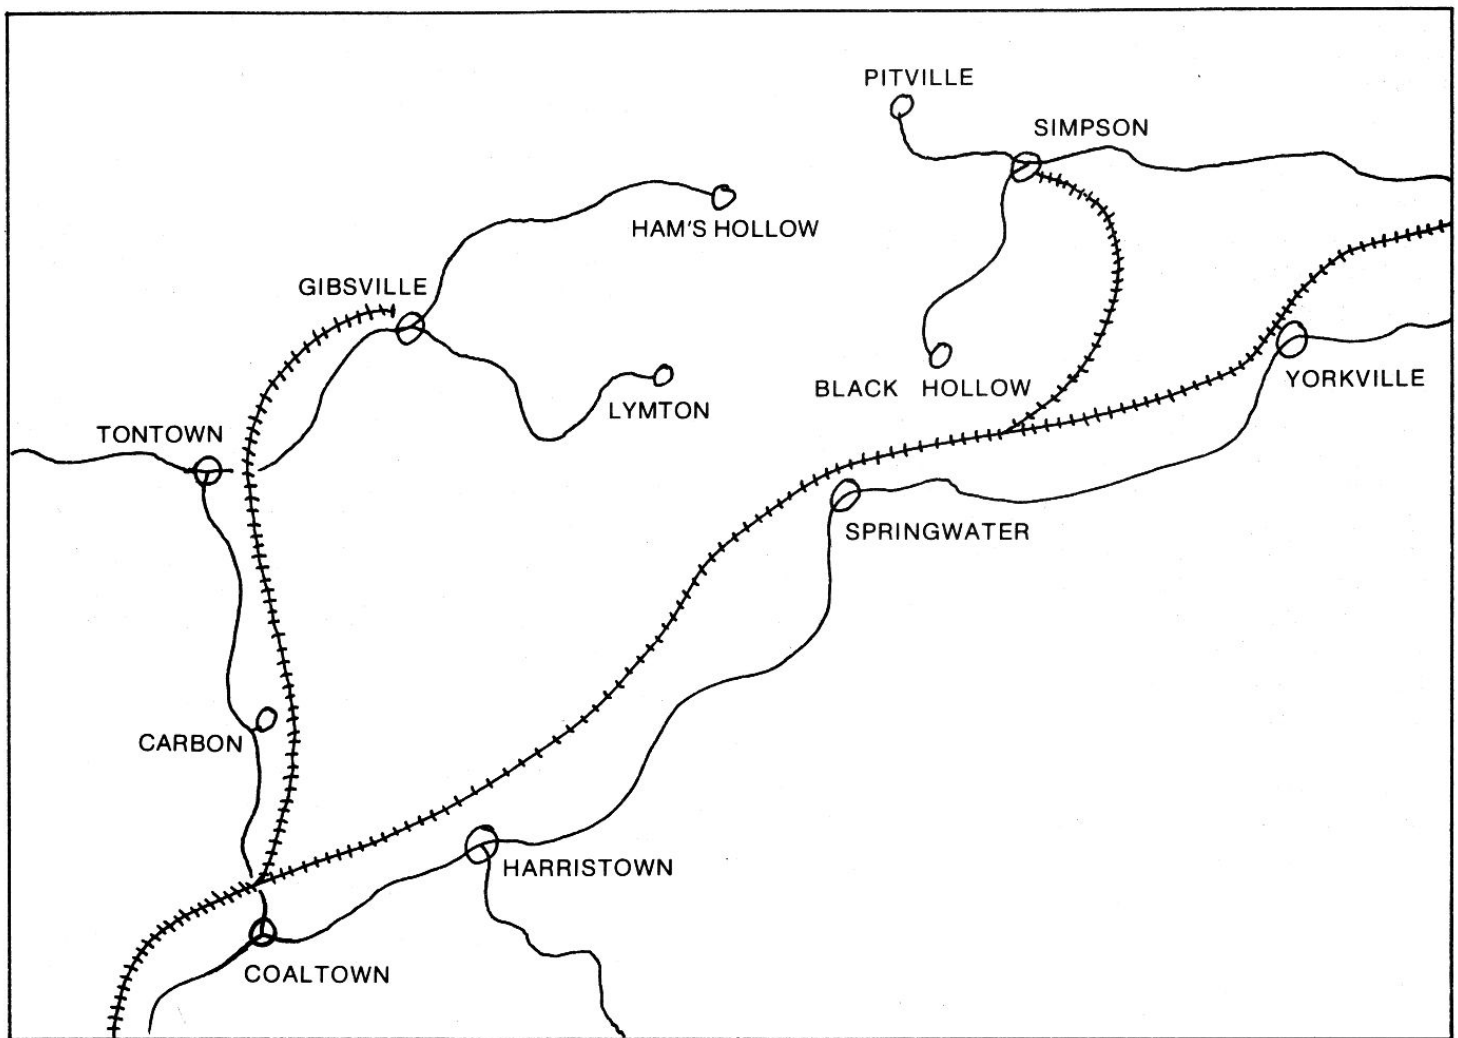 PITVILLE
SIMPSON
HAM'S HOLLOW
GIBSVILLE
BLACK HOLLOW
YORKVILLE
LYMTON
TONTOWN
SPRINGWATER
CARBON
HARRISTOWN
COALTOWN